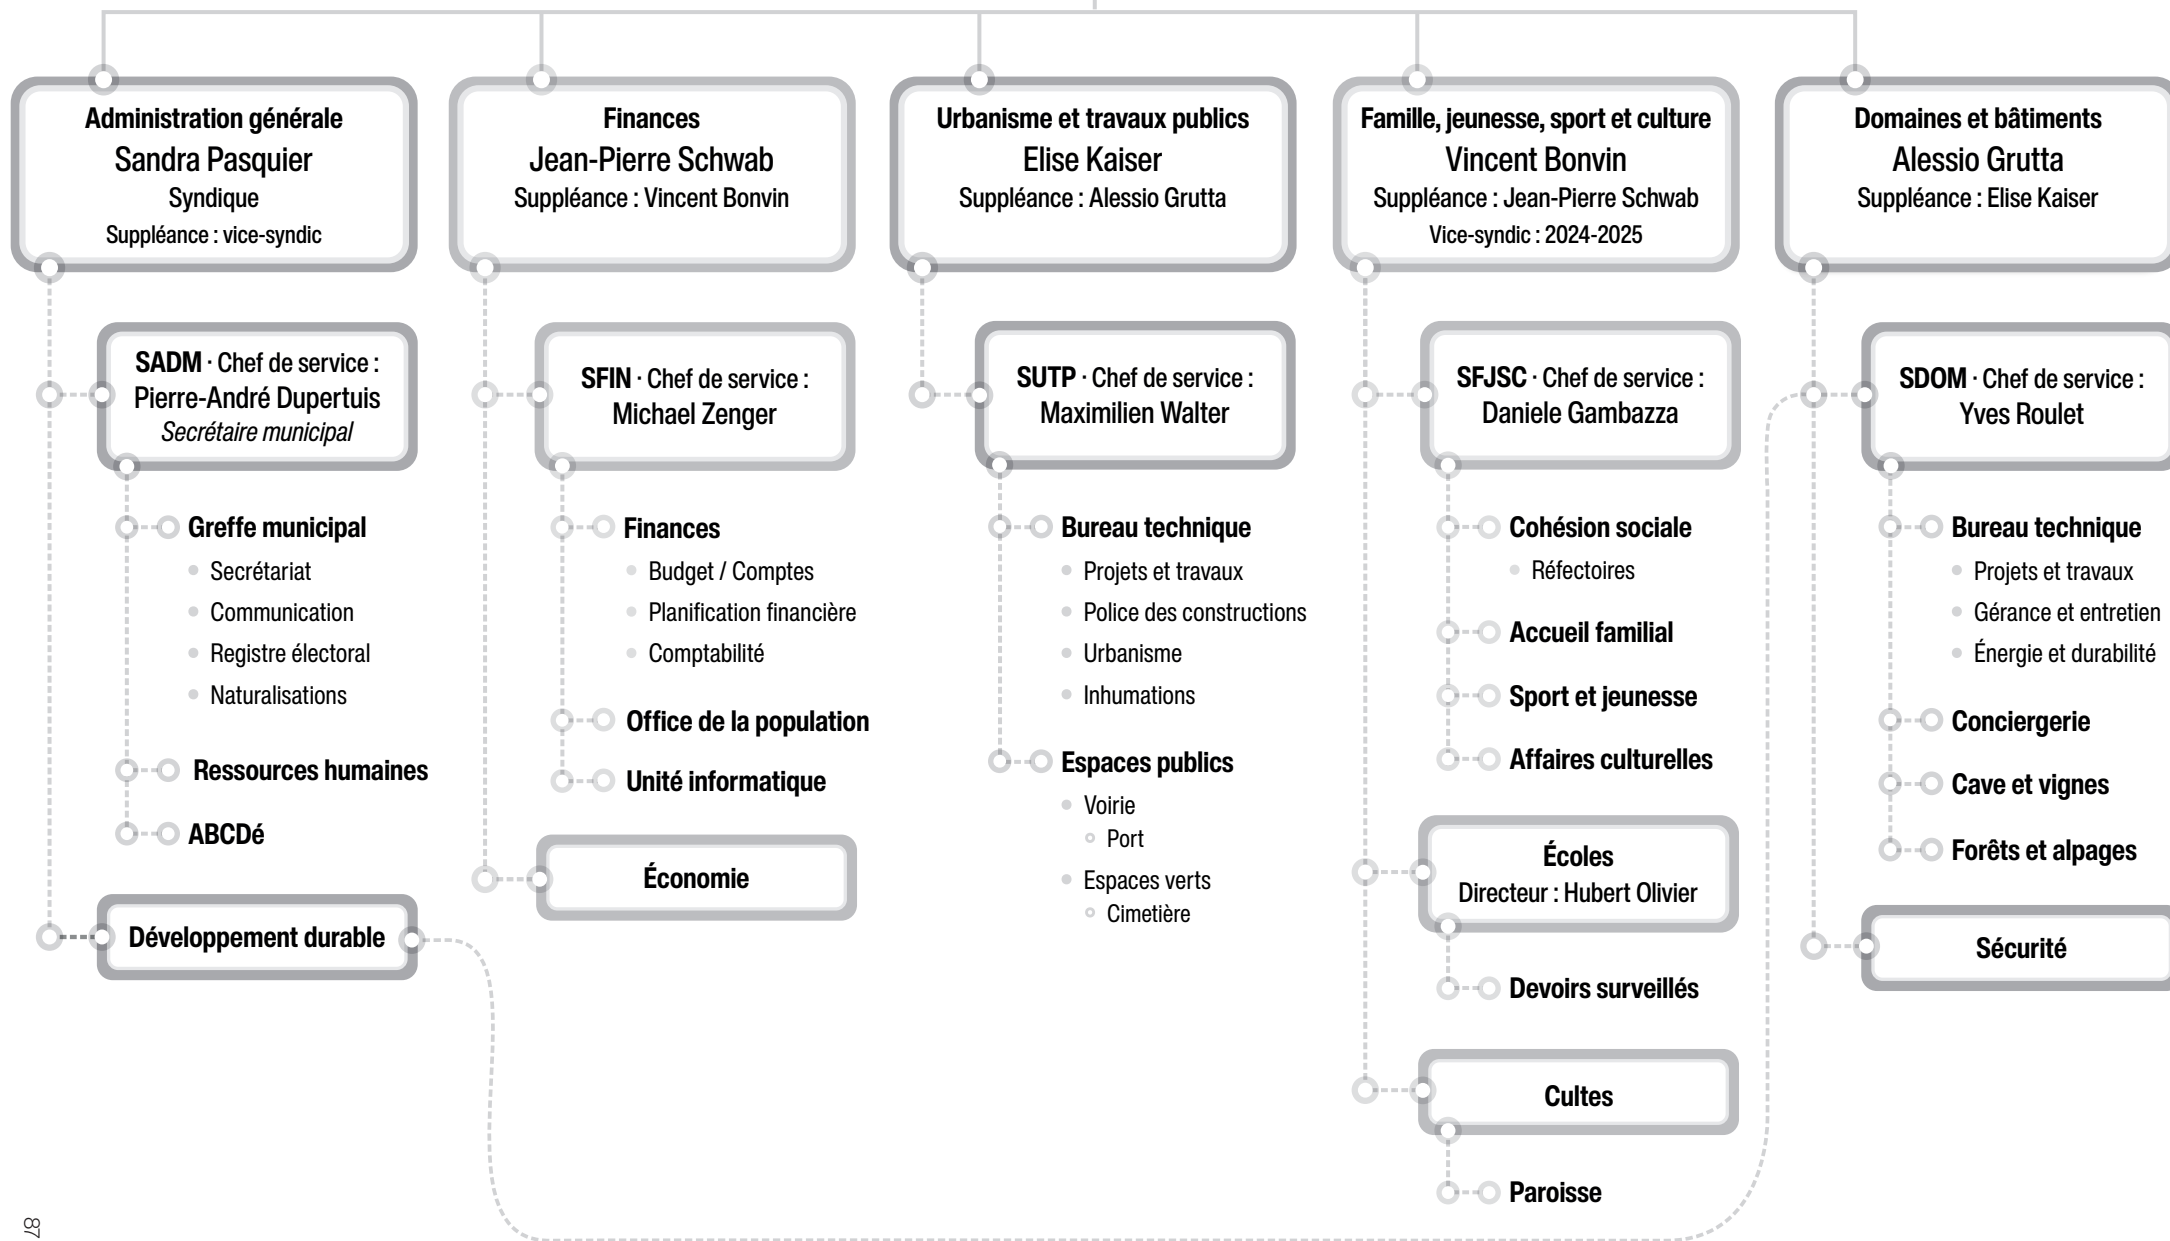 Administration générale
Sandra Pasquier
Syndique
Suppléance : vice-syndic
SADM · Chef de service :
Pierre-André Dupertuis
Secrétaire municipal
Greffe municipal
Secrétariat
Communication
Registre électoral
Naturalisations
Ressources humaines
ABCDé
Développement durable
Finances
Jean-Pierre Schwab
Suppléance : Vincent Bonvin
SFIN · Chef de service :
Michael Zenger
Finances
Budget / Comptes
Planification financière
Comptabilité
Office de la population
Unité informatique
Économie
Urbanisme et travaux publics
Elise Kaiser
Suppléance : Alessio Grutta
SUTP · Chef de service :
Maximilien Walter
Bureau technique
Projets et travaux
Police des constructions
Urbanisme
Inhumations
Espaces publics
Voirie
Port
Espaces verts
Cimetière
Famille, jeunesse, sport et culture
Vincent Bonvin
Suppléance : Jean-Pierre Schwab
Vice-syndic : 2024-2025
SFJSC · Chef de service :
Daniele Gambazza
Cohésion sociale
Réfectoires
Accueil familial
Sport et jeunesse
Affaires culturelles
Écoles
Directeur : Hubert Olivier
Devoirs surveillés
Cultes
Paroisse
Domaines et bâtiments
Alessio Grutta
Suppléance : Elise Kaiser
SDOM · Chef de service :
Yves Roulet
Bureau technique
Projets et travaux
Gérance et entretien
Énergie et durabilité
Conciergerie
Cave et vignes
Forêts et alpages
Sécurité
87